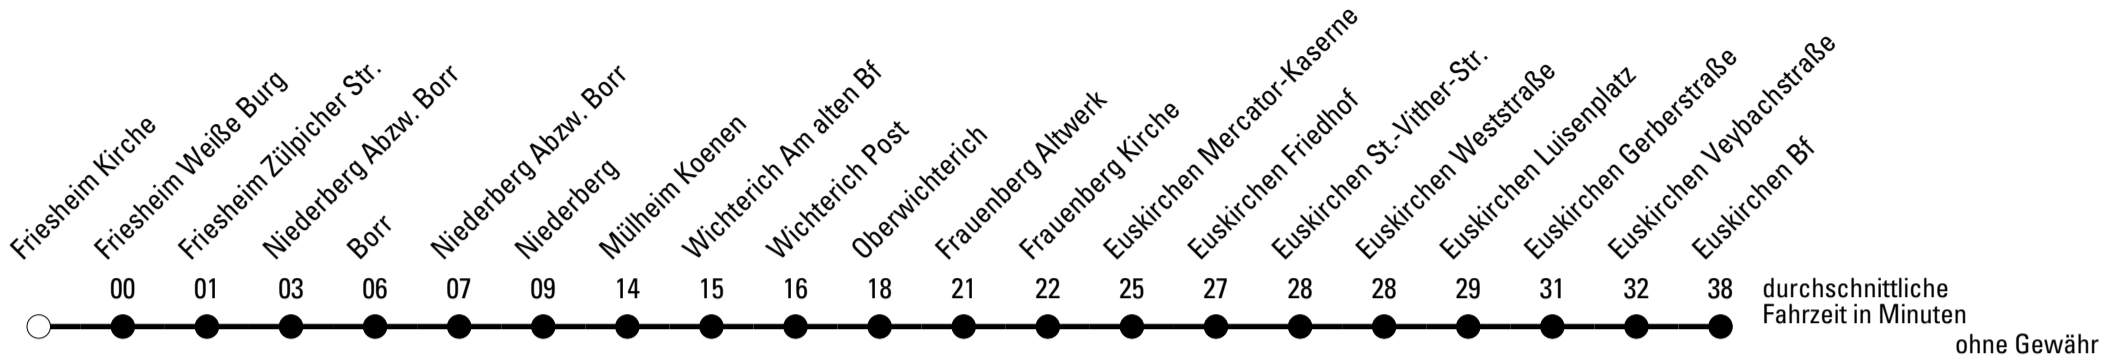 Friesheim Kirche
Friesheim Weiße Burg
Friesheim Zülpicher Str.
Niederberg Abzw. Borr
Borr
Niederberg Abzw. Borr
Niederberg
Mülheim Koenen
Wichterich Am alten Bf
Wichterich Post
Oberwichterich
Frauenberg Altwerk
Frauenberg Kirche
Euskirchen Mercator-Kaserne
Euskirchen Friedhof
Euskirchen St.-Vither-Str.
Euskirchen Weststraße
Euskirchen Luisenplatz
Euskirchen Gerberstraße
Euskirchen Veybachstraße
Euskirchen Bf
00 01 03 06 07 09 14 15 16 18 21 22 25 27 28 28 29 31 32 38 durchschnittliche
Fahrzeit in Minuten
ohne Gewähr